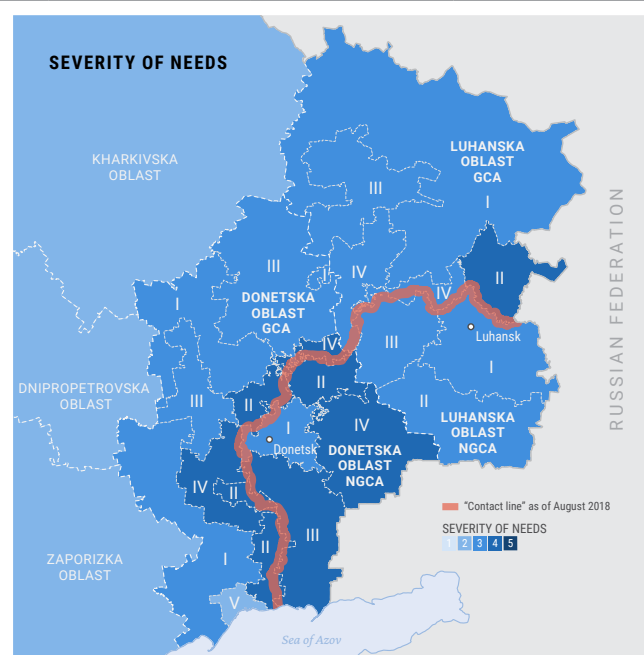 SEVERITY OF NEEDS
KHARKIVSKA
OBLAST
LUHANSKA
OBLAST
GCA
III
I
RUSSIAN FEDERATION
III
I
IV
II
IV
I
DONETSKA
OBLAST
GCA
Luhansk
IV
III
I
II
DNIPROPETROVSKA
OBLAST
III
II
II
LUHANSKA
OBLAST
NGCA
I
IV
Donetsk
DONETSKA
OBLAST
NGCA
IV
II
"Contact line" as of August 2018
SEVERITY OF NEEDS
1 2 3 4 5
III
II
I
ZAPORIZKA
OBLAST
V
Sea of Azov